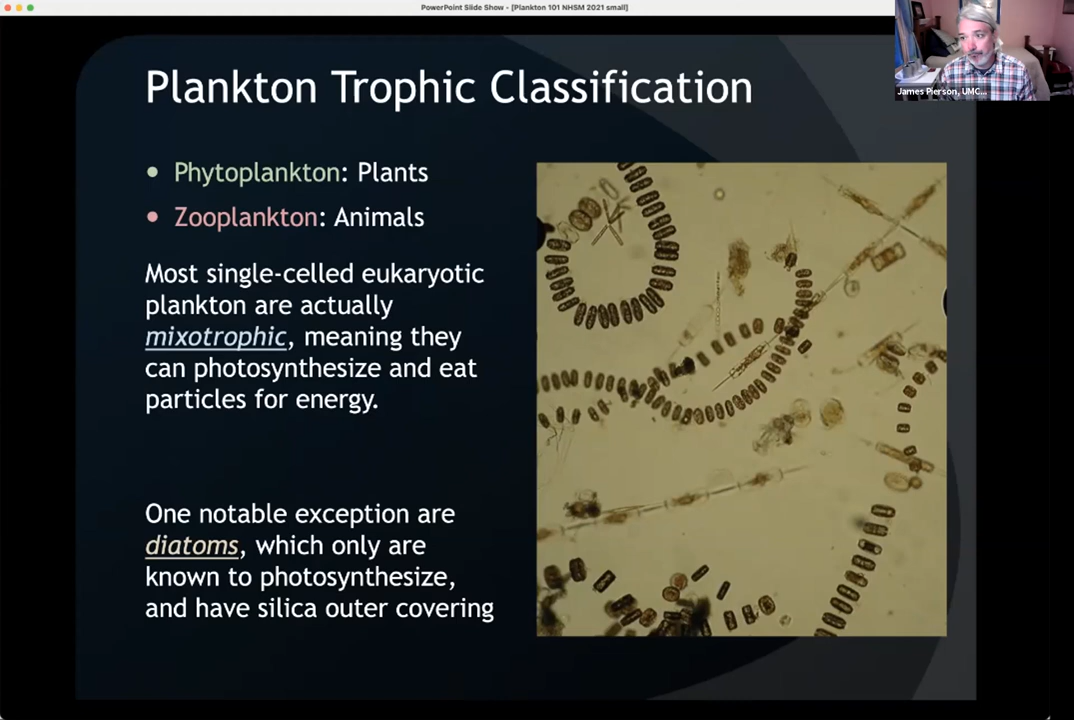 PowerPoint Slide Show - [Plankton 101 NHSM 2021 small]
James Pierson, UMC...
Plankton Trophic Classification
• Phytoplankton: Plants
• Zooplankton: Animals
Most single-celled eukaryotic
plankton are actually
mixotrophic, meaning they
can photosynthesize and eat
particles for energy.
One notable exception are
diatoms, which only are
known to photosynthesize,
and have silica outer covering